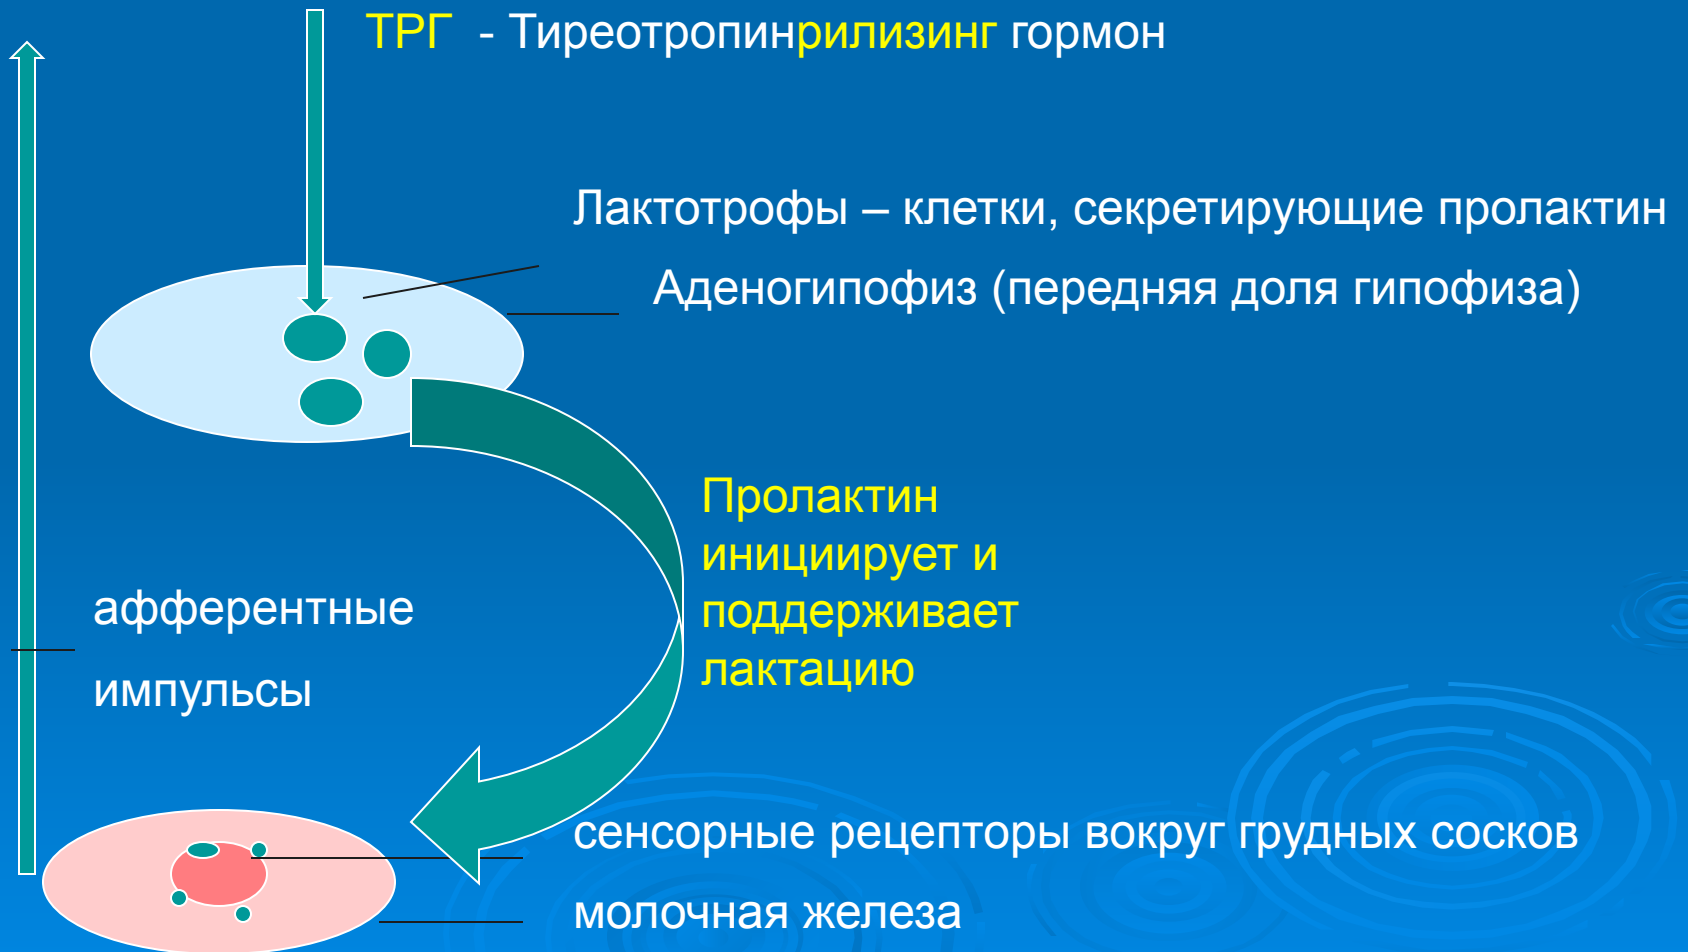 ТРГ - Тиреотропинрилизинг гормон
Лактотрофы – клетки, секретирующие пролактин
Аденогипофиз (передняя доля гипофиза)
Пролактин
инициирует и
поддерживает
лактацию
афферентные
импульсы
сенсорные рецепторы вокруг грудных сосков
молочная железа